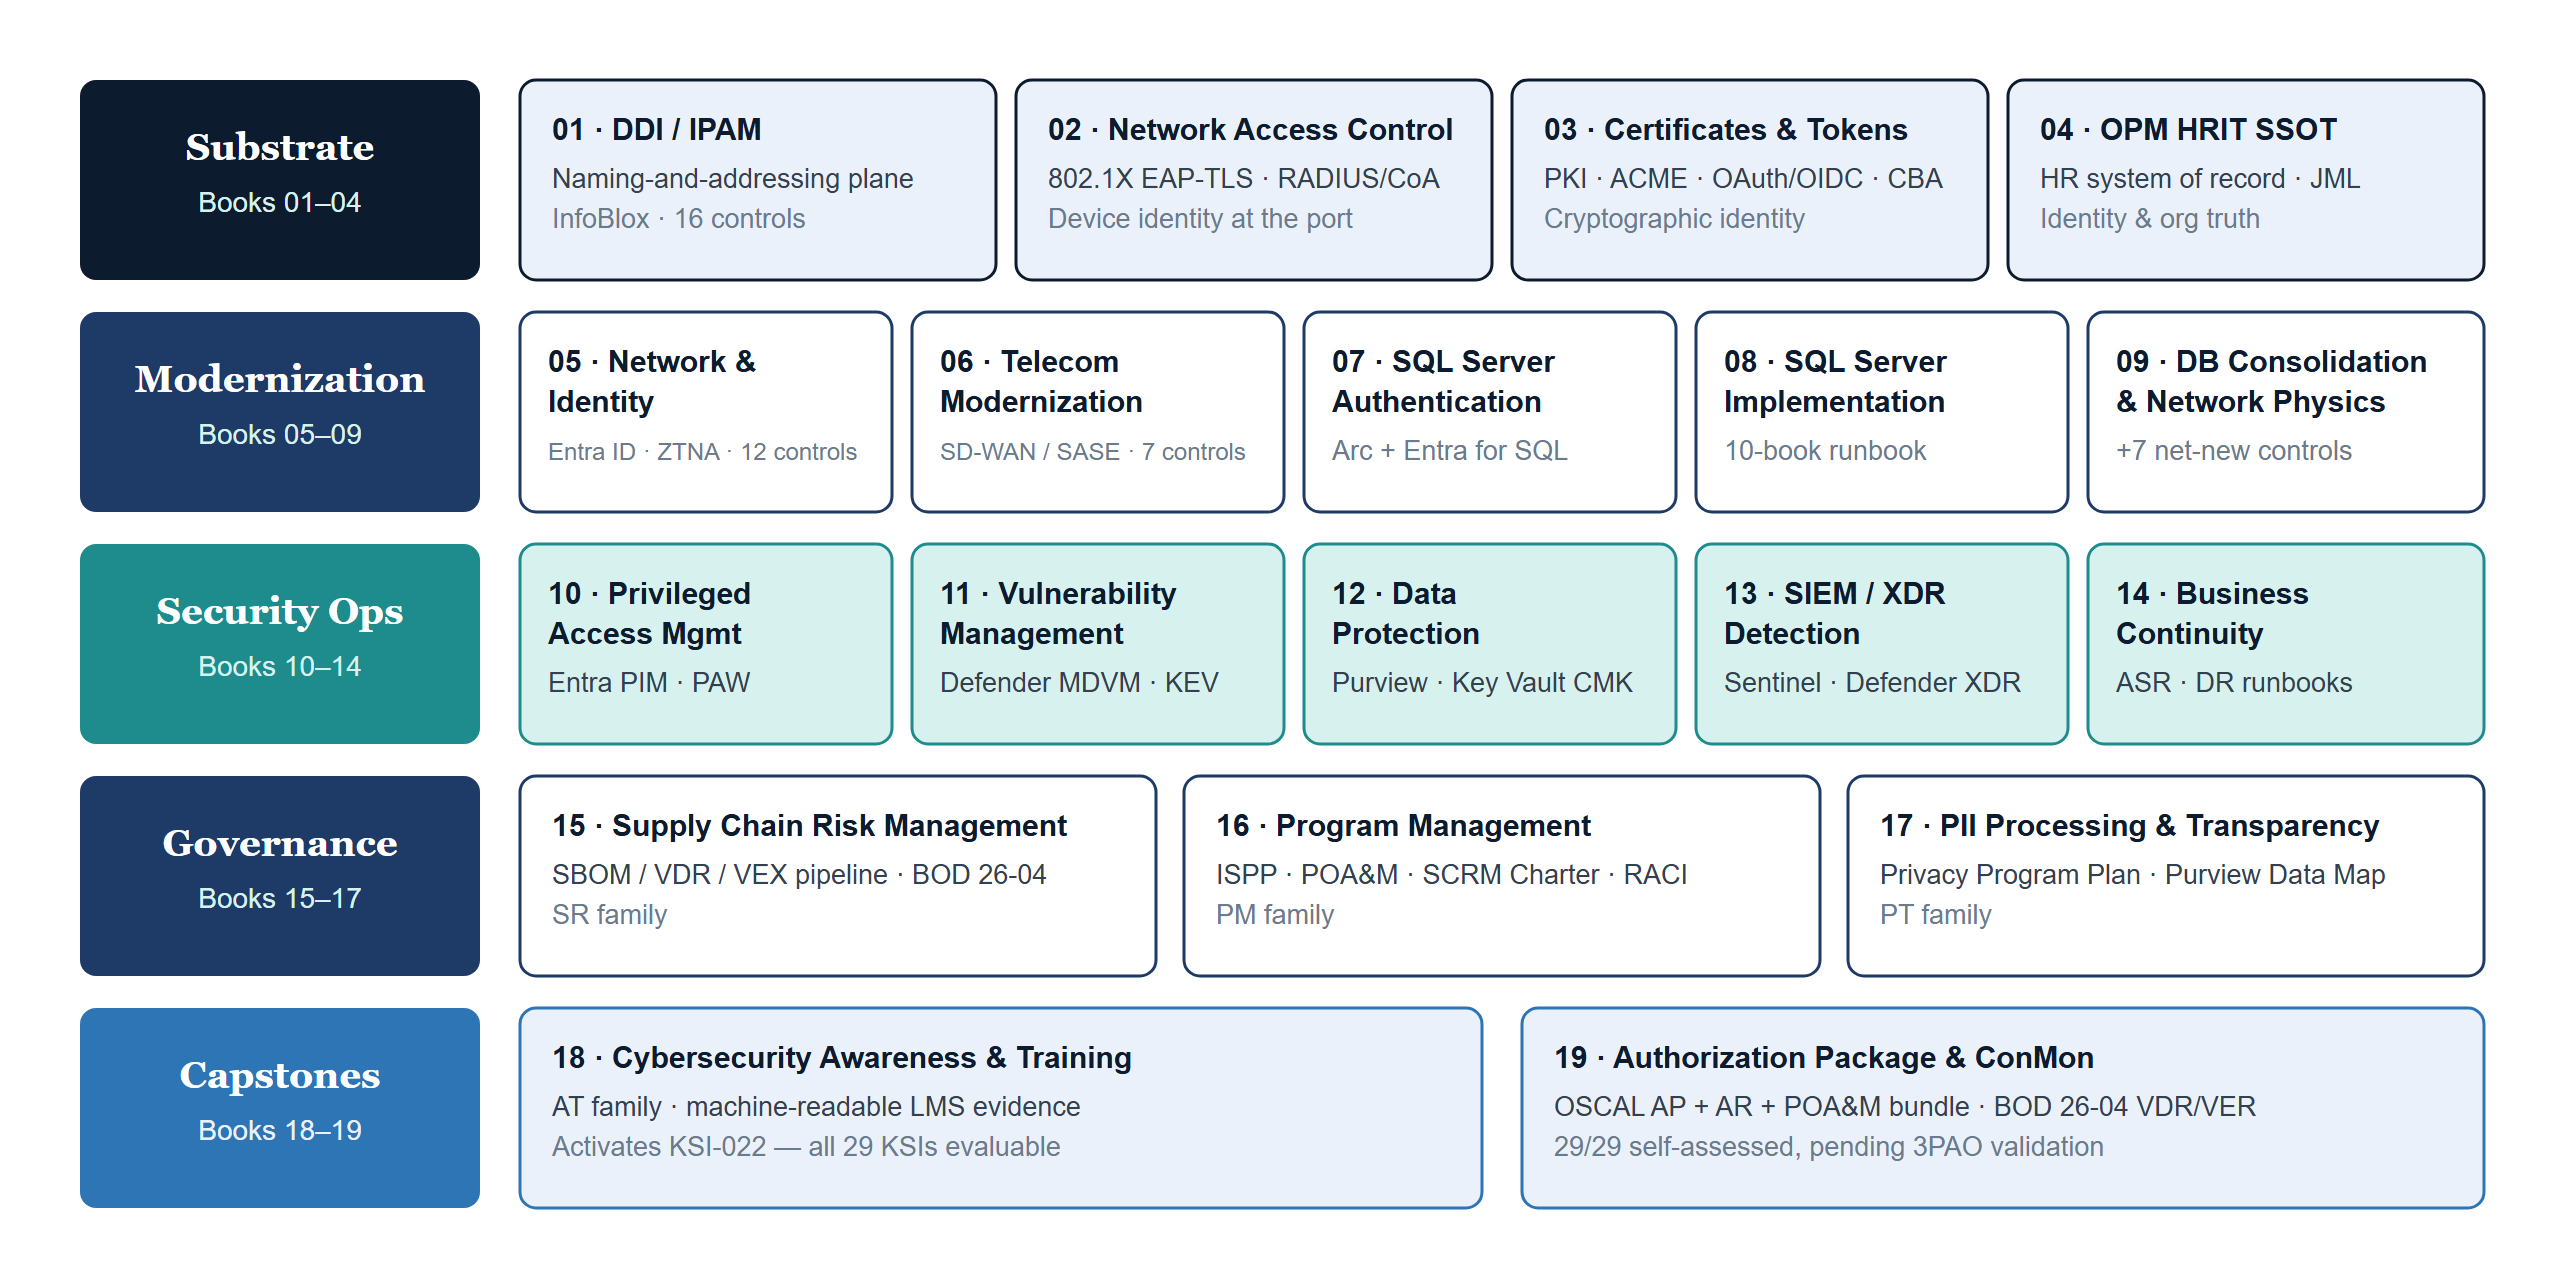 Substrate
Books 01–04
01 · DDI / IPAM
Naming-and-addressing plane
InfoBlox · 16 controls
02 · Network Access Control
802.1X EAP-TLS · RADIUS/CoA
Device identity at the port
03 · Certificates & Tokens
PKI · ACME · OAuth/OIDC · CBA
Cryptographic identity
04 · OPM HRIT SSOT
HR system of record · JML
Identity & org truth
Modernization
Books 05–09
05 · Network &
Identity
Entra ID · ZTNA · 12 controls
06 · Telecom
Modernization
SD-WAN / SASE · 7 controls
07 · SQL Server
Authentication
Arc + Entra for SQL
08 · SQL Server
Implementation
10-book runbook
09 · DB Consolidation
& Network Physics
+7 net-new controls
Security Ops
Books 10–14
10 · Privileged
Access Mgmt
Entra PIM · PAW
11 · Vulnerability
Management
Defender MDVM · KEV
12 · Data
Protection
Purview · Key Vault CMK
13 · SIEM / XDR
Detection
Sentinel · Defender XDR
14 · Business
Continuity
ASR · DR runbooks
Governance
Books 15–17
15 · Supply Chain Risk Management
SBOM / VDR / VEX pipeline · BOD 26-04
SR family
16 · Program Management
ISPP · POA&M · SCRM Charter · RACI
PM family
17 · PII Processing & Transparency
Privacy Program Plan · Purview Data Map
PT family
Capstones
Books 18–19
18 · Cybersecurity Awareness & Training
AT family · machine-readable LMS evidence
Activates KSI-022 — all 29 KSIs evaluable
19 · Authorization Package & ConMon
OSCAL AP + AR + POA&M bundle · BOD 26-04 VDR/VER
29/29 self-assessed, pending 3PAO validation